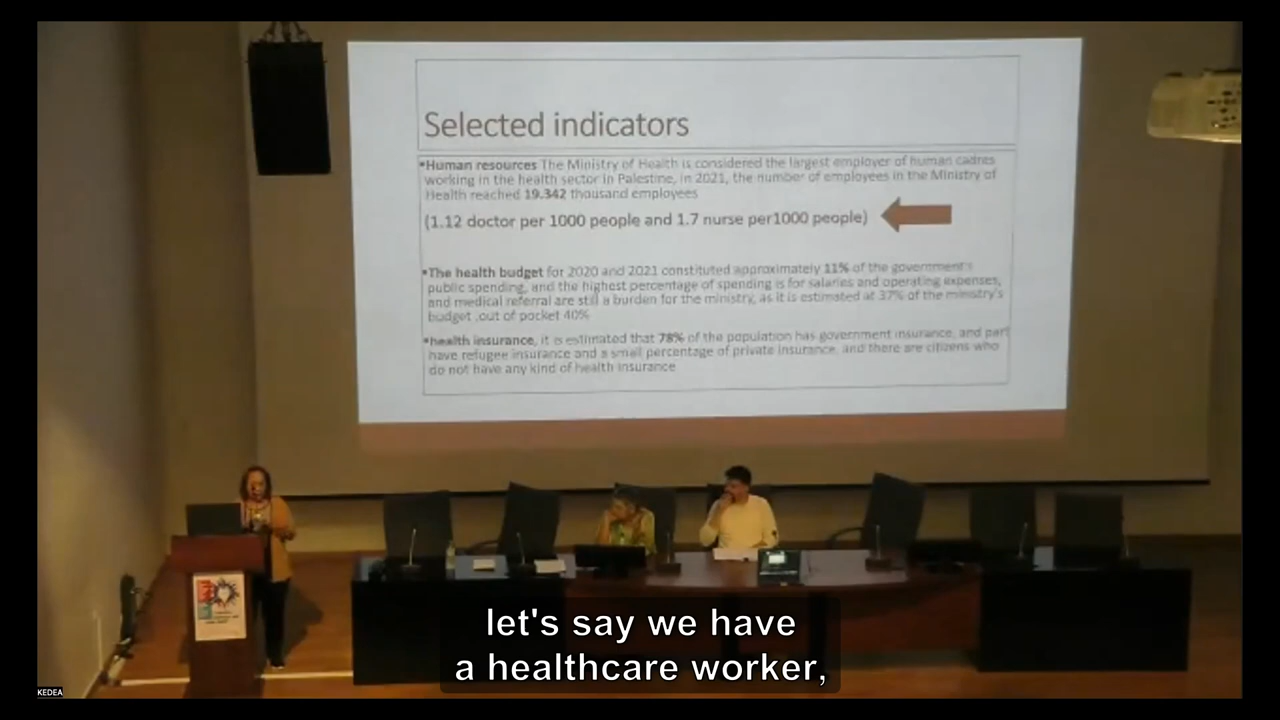 Selected indicators
▪Human resources The Ministry of Health is considered the largest employer of human cadres
working in the health sector in Palestine, in 2021, the number of employees in the Ministry of
Health reached 19.342 thousand employees
(1.12 doctor per 1000 people and 1.7 nurse per1000 people)
▪The health budget for 2020 and 2021 constituted approximately 11% of the government's
public spending, and the highest percentage of spending is for salaries and operating expenses,
and medical referral are still a burden for the ministry, as it is estimated at 37% of the ministry's
budget ,out of pocket 40%
▪health insurance, it is estimated that 78% of the population has government insurance, and part
have refugee insurance and a small percentage of private insurance, and there are citizens who
do not have any kind of health insurance
let's say we have
a healthcare worker,
KEDEA